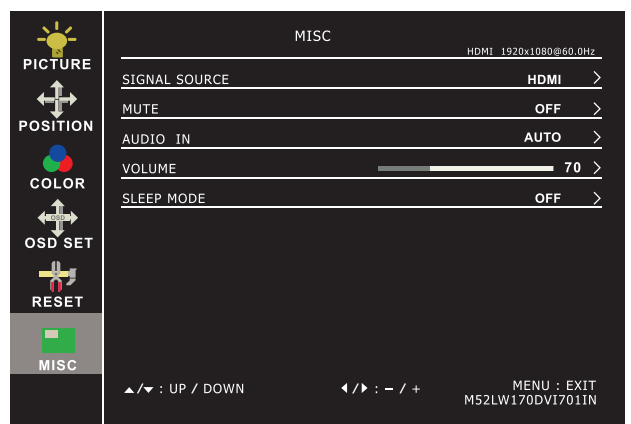 MISC
HDMI 1920x1080@60.0Hz
PICTURE
POSITION
COLOR
OSD
OSD SET
RESET
MISC
SIGNAL SOURCE HDMI
MUTE OFF
AUDIO IN AUTO
VOLUME 70
SLEEP MODE OFF
▲/▼ : UP / DOWN ◀/▶ : – / + MENU : EXIT
M52LW170DVI701IN